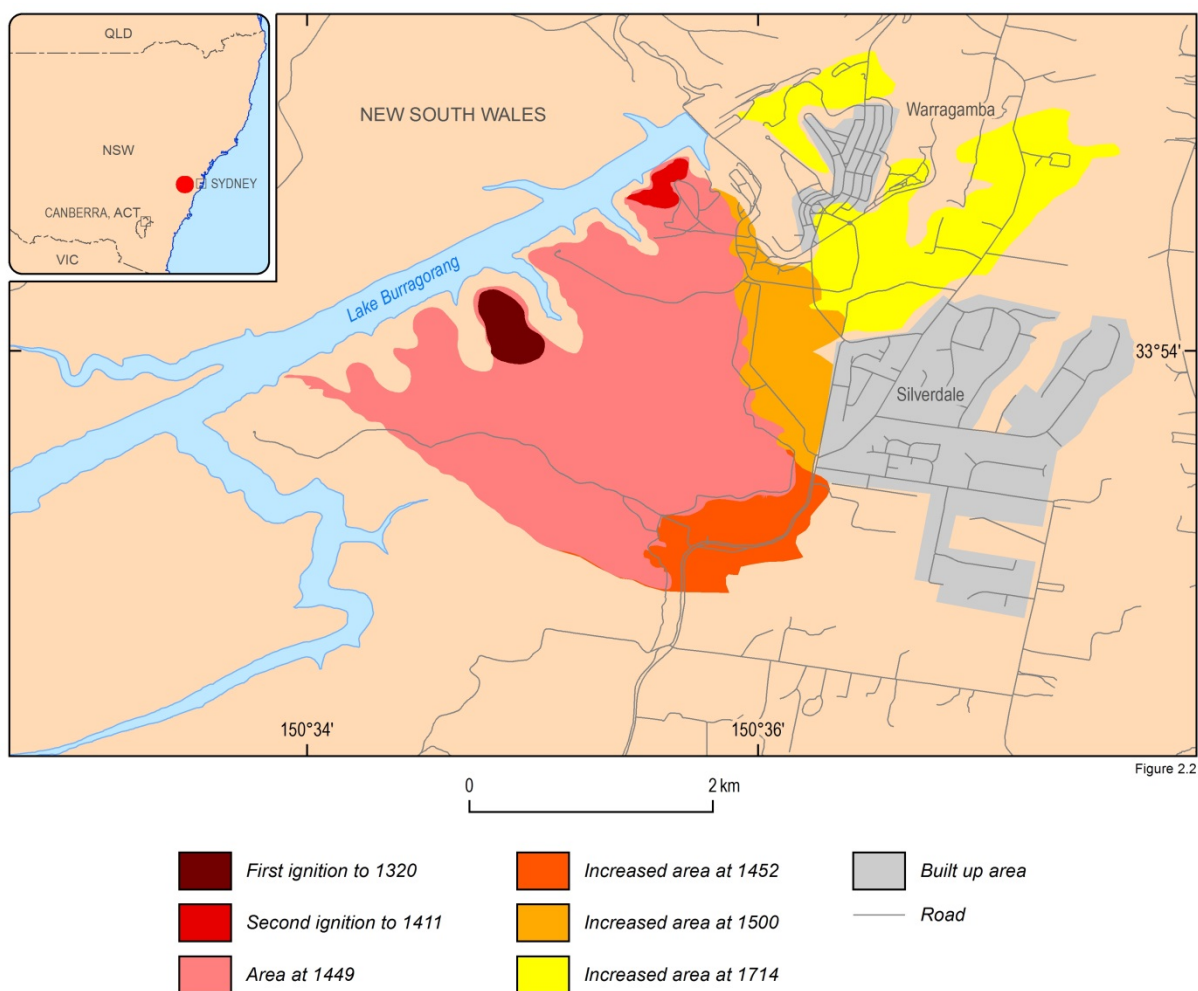 QLD
NSW
SYDNEY
CANBERRA, ACT
VIC
NEW SOUTH WALES
Warragamba
Lake Burragorang
33°54'
Silverdale
150°34'
150°36'
Figure 2.2
0 2 km
First ignition to 1320
Second ignition to 1411
Area at 1449
Increased area at 1452
Increased area at 1500
Increased area at 1714
Built up area
Road